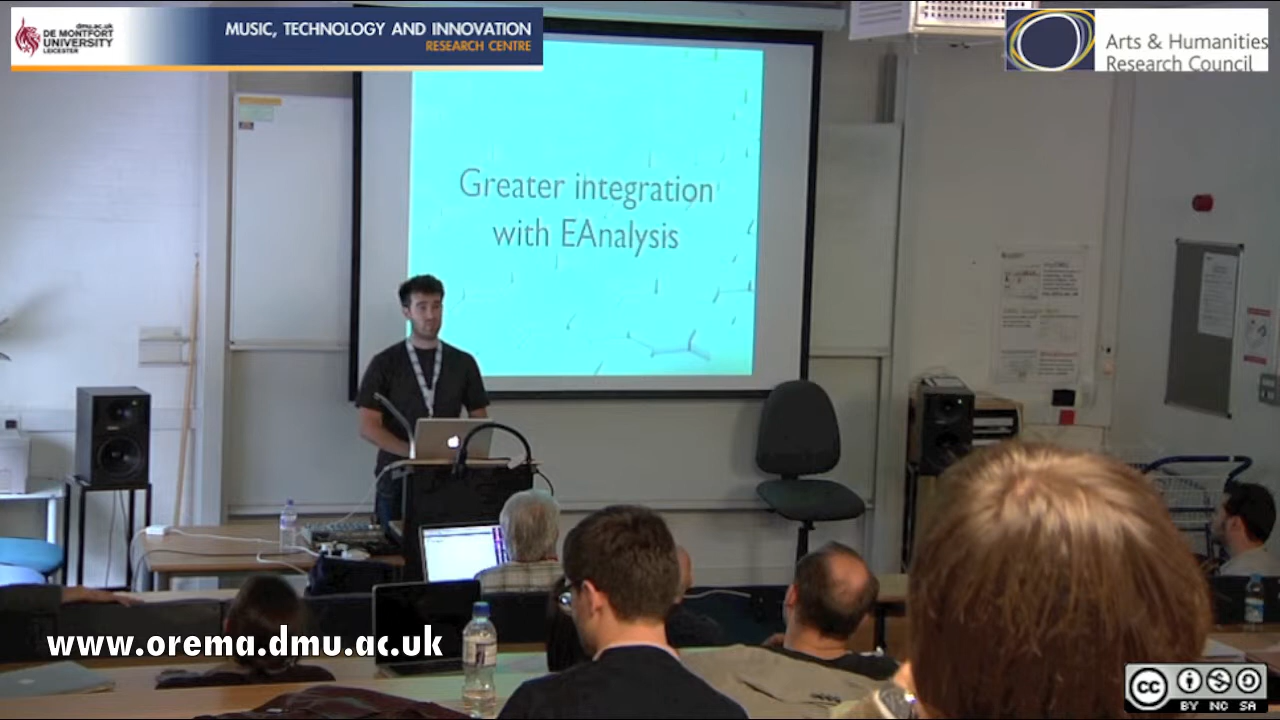 dmu.ac.uk
DE MONTFORT
UNIVERSITY
LEICESTER
MUSIC, TECHNOLOGY AND INNOVATION
RESEARCH CENTRE
Arts & Humanities
Research Council
Greater integration
with EAnalysis
www.orema.dmu.ac.uk
cc
BY NC SA